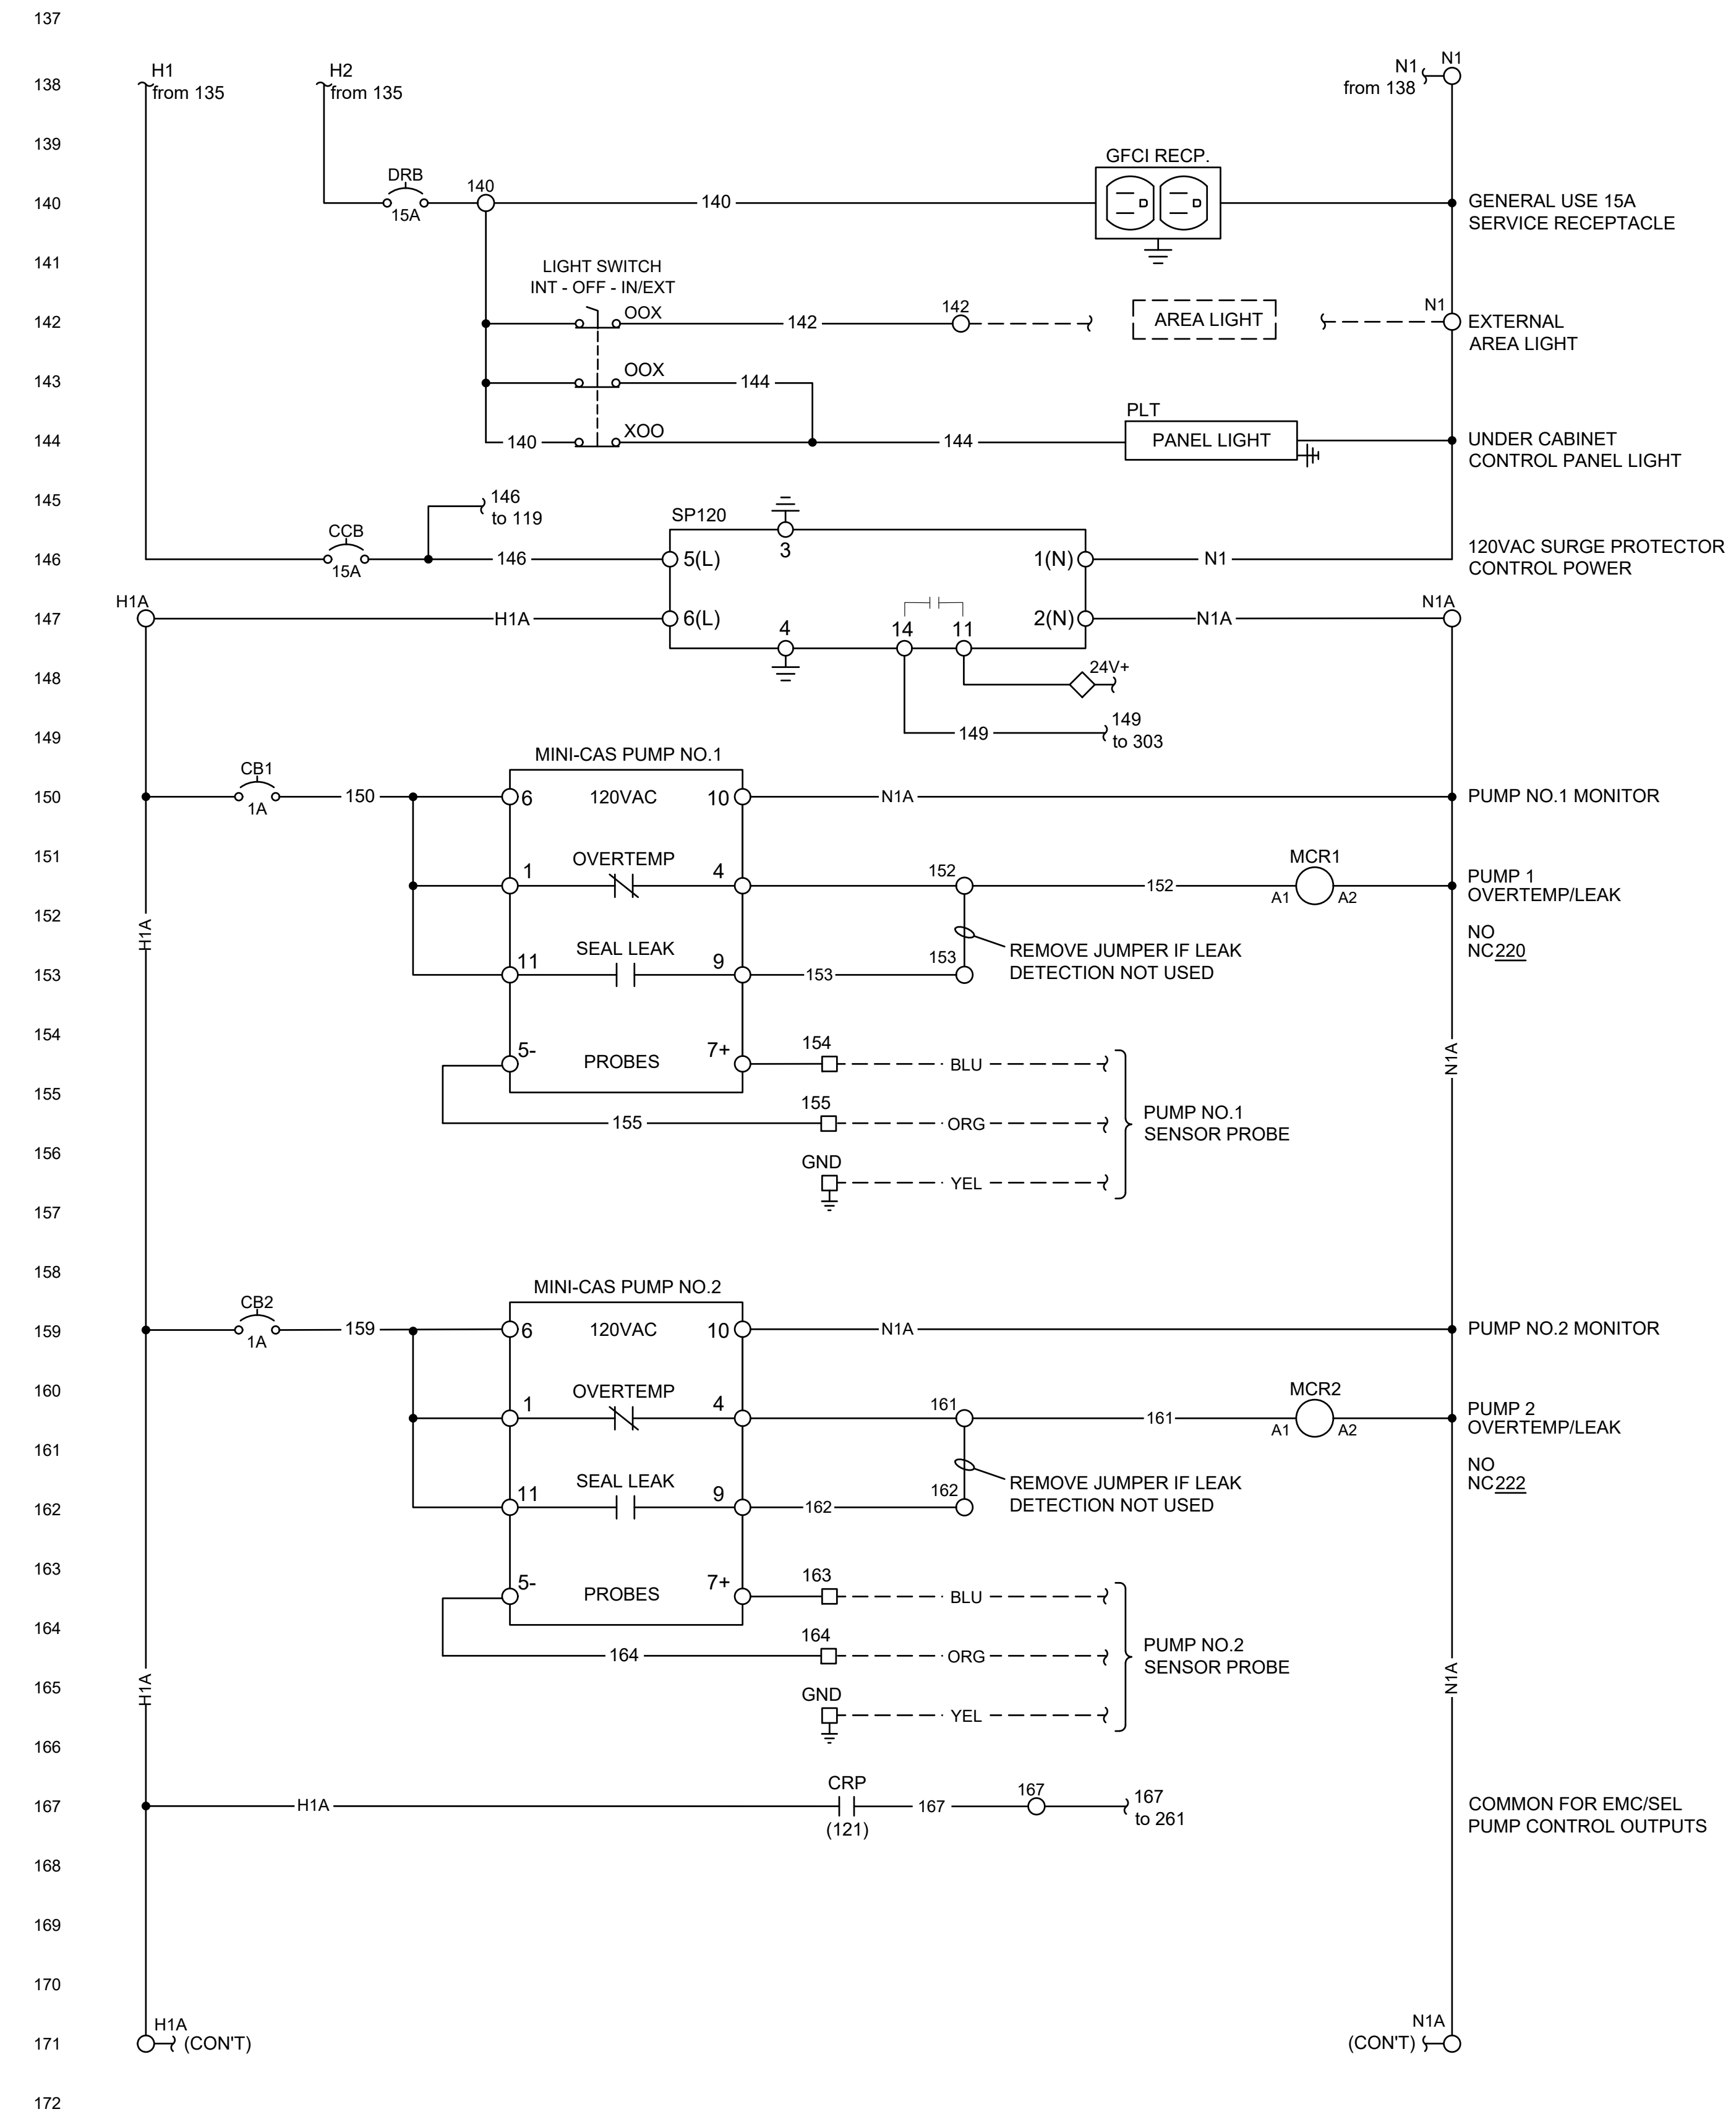 137
H1
from 135
H2
from 135
N1
from 138
N1
138
139
GFCI RECP.
DRB
15A
140
140
140
GENERAL USE 15A
SERVICE RECEPTACLE
141
LIGHT SWITCH
INT - OFF - IN/EXT
142
OOX
142
142
AREA LIGHT
N1
EXTERNAL
AREA LIGHT
143
OOX
144
PLT
144
140
XOO
144
PANEL LIGHT
UNDER CABINET
CONTROL PANEL LIGHT
145
146
to 119
SP120
3
CCB
15A
146
146
5(L)
1(N)
N1
120VAC SURGE PROTECTOR
CONTROL POWER
H1A
147
H1A
6(L)
4
14
11
2(N)
N1A
N1A
148
24V+
149
149
149
to 303
MINI-CAS PUMP NO.1
CB1
1A
150
150
6
120VAC
10
N1A
PUMP NO.1 MONITOR
151
1
OVERTEMP
4
152
152
MCR1
A1
A2
PUMP 1
OVERTEMP/LEAK
152
H1A
NO
NC 220
REMOVE JUMPER IF LEAK
DETECTION NOT USED
153
11
SEAL LEAK
9
153
153
154
5-
PROBES
7+
154
BLU
N1A
155
155
155
ORG
PUMP NO.1
SENSOR PROBE
156
GND
YEL
157
158
MINI-CAS PUMP NO.2
CB2
1A
159
159
6
120VAC
10
N1A
PUMP NO.2 MONITOR
160
1
OVERTEMP
4
161
161
MCR2
A1
A2
PUMP 2
OVERTEMP/LEAK
161
NO
NC 222
REMOVE JUMPER IF LEAK
DETECTION NOT USED
162
11
SEAL LEAK
9
162
162
163
5-
PROBES
7+
163
BLU
164
164
164
ORG
PUMP NO.2
SENSOR PROBE
165
H1A
N1A
GND
YEL
166
167
H1A
CRP
(121)
167
167
167
to 261
COMMON FOR EMC/SEL
PUMP CONTROL OUTPUTS
168
169
170
171
H1A
(CON'T)
N1A
(CON'T)
172